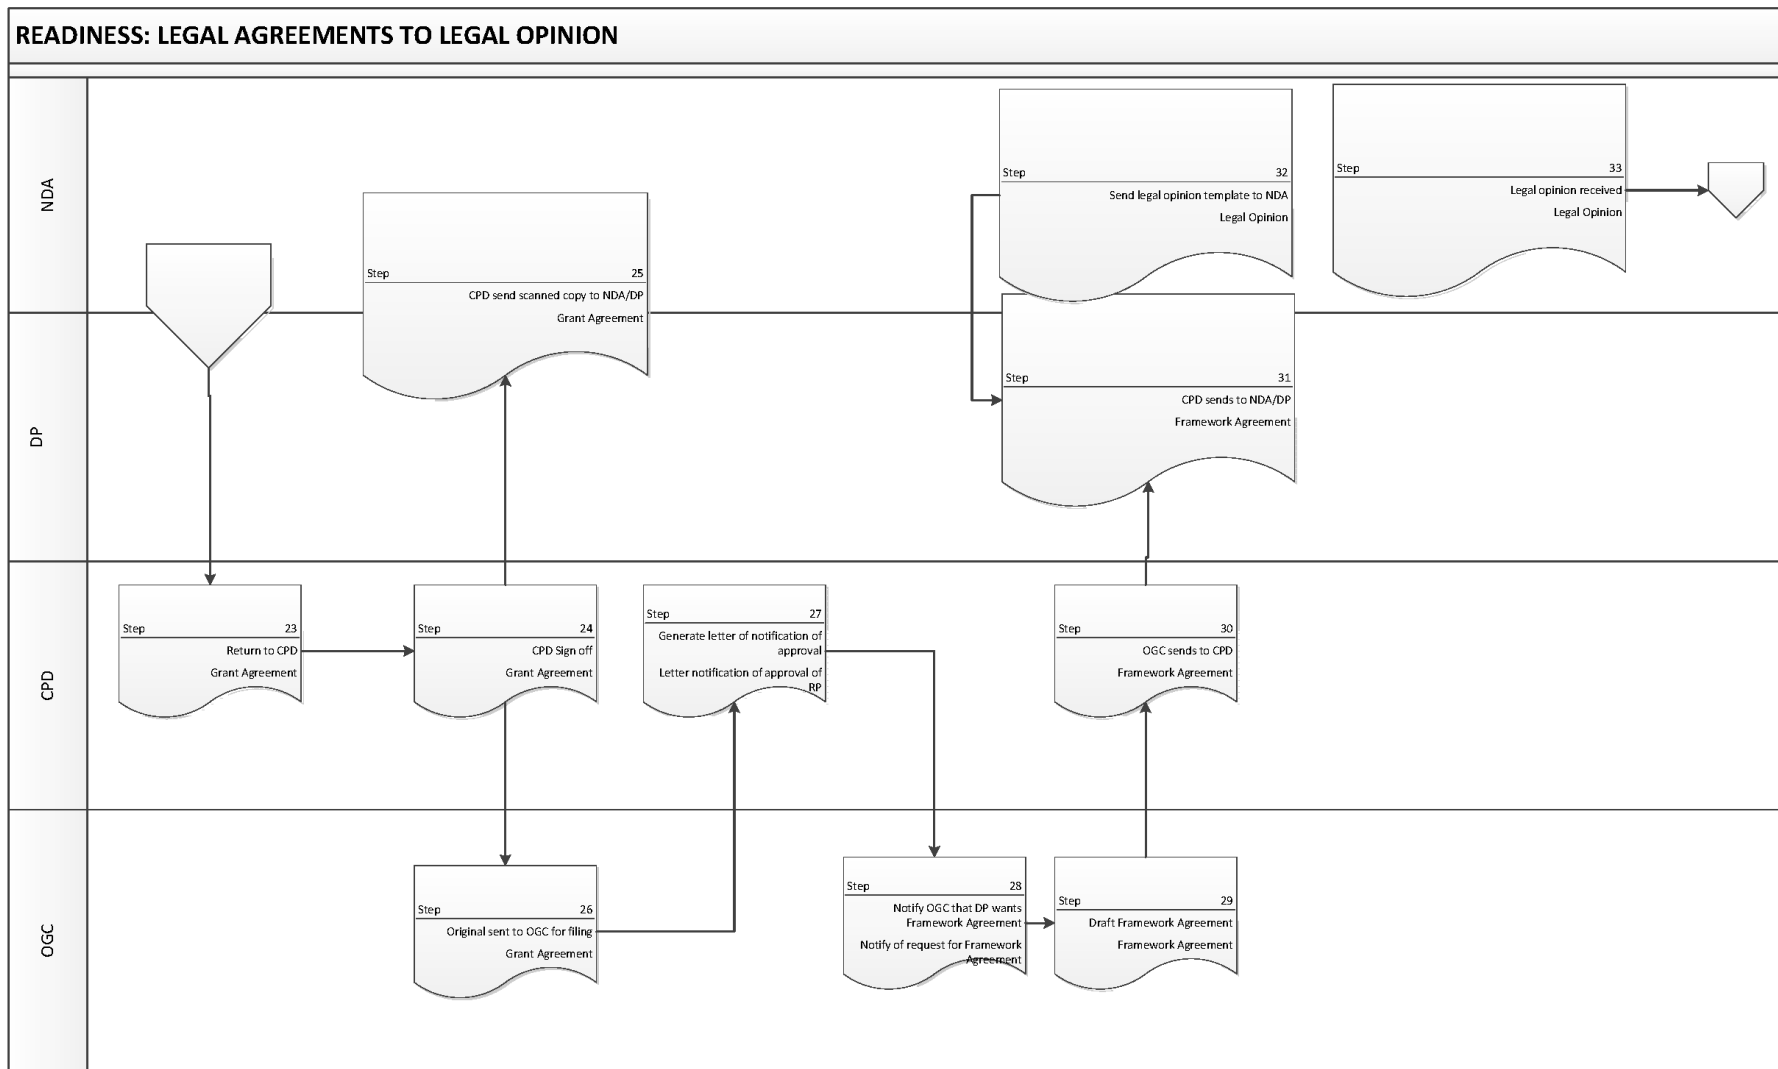 READINESS: LEGAL AGREEMENTS TO LEGAL OPINION
NDA
Step 32
Send legal opinion template to NDA
Legal Opinion
Step 33
Legal opinion received
Legal Opinion
Step 25
CPD send scanned copy to NDA/DP
Grant Agreement
DP
Step 31
CPD sends to NDA/DP
Framework Agreement
CPD
Step 23
Return to CPD
Grant Agreement
Step 24
CPD Sign off
Grant Agreement
Step 27
Generate letter of notification of
approval
Letter notification of approval of
RP
Step 30
OGC sends to CPD
Framework Agreement
OGC
Step 26
Original sent to OGC for filing
Grant Agreement
Step 28
Notify OGC that DP wants
Framework Agreement
Notify of request for Framework
Agreement
Step 29
Draft Framework Agreement
Framework Agreement